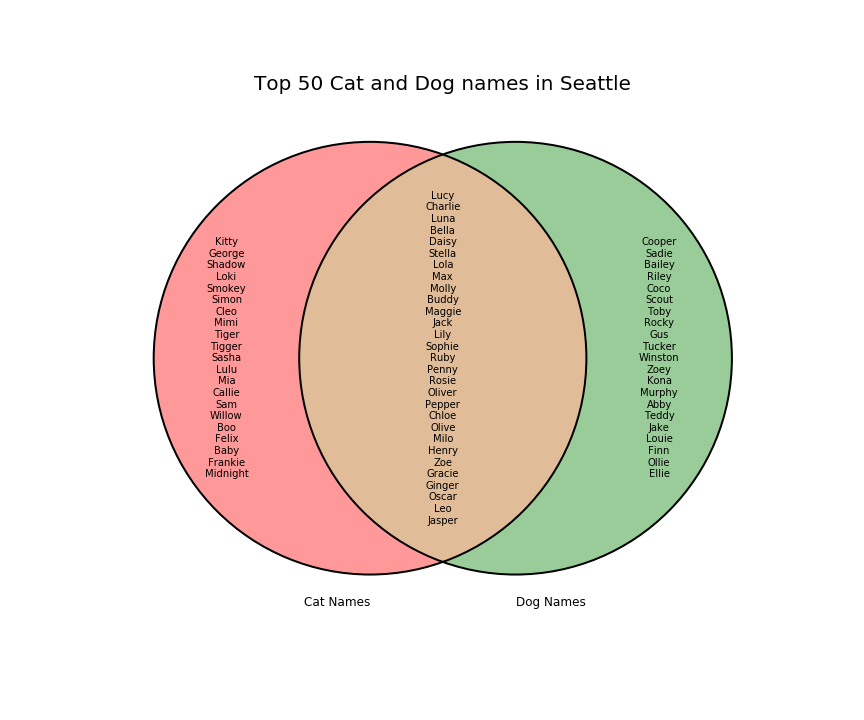 Top 50 Cat and Dog names in Seattle
Kitty
George
Shadow
Loki
Smokey
Simon
Cleo
Mimi
Tiger
Tigger
Sasha
Lulu
Mia
Callie
Sam
Willow
Boo
Felix
Baby
Frankie
Midnight
Lucy
Charlie
Luna
Bella
Daisy
Stella
Lola
Max
Molly
Buddy
Maggie
Jack
Lily
Sophie
Ruby
Penny
Rosie
Oliver
Pepper
Chloe
Olive
Milo
Henry
Zoe
Gracie
Ginger
Oscar
Leo
Jasper
Cooper
Sadie
Bailey
Riley
Coco
Scout
Toby
Rocky
Gus
Tucker
Winston
Zoey
Kona
Murphy
Abby
Teddy
Jake
Louie
Finn
Ollie
Ellie
Cat Names
Dog Names